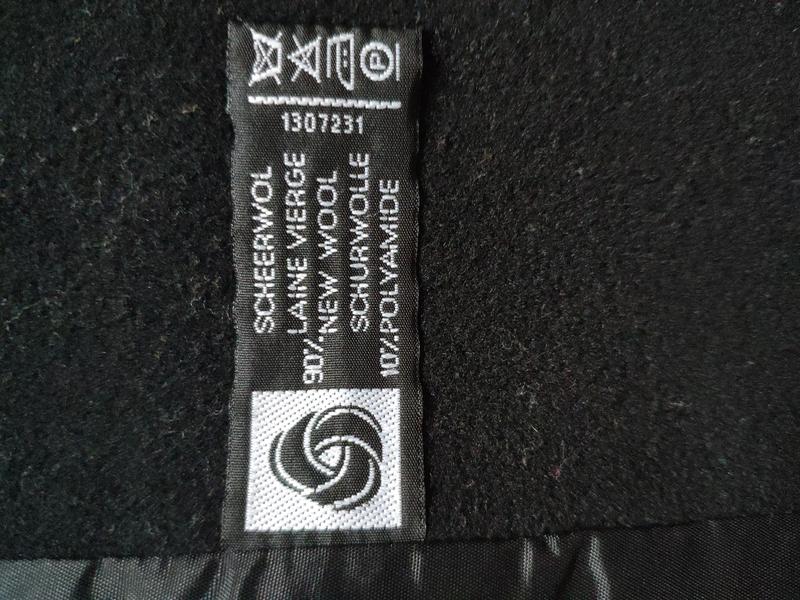 P
1307231
SCHEERWOL
LAINE VIERGE
90% NEW WOOL
SCHURWOLLE
10% POLYAMIDE